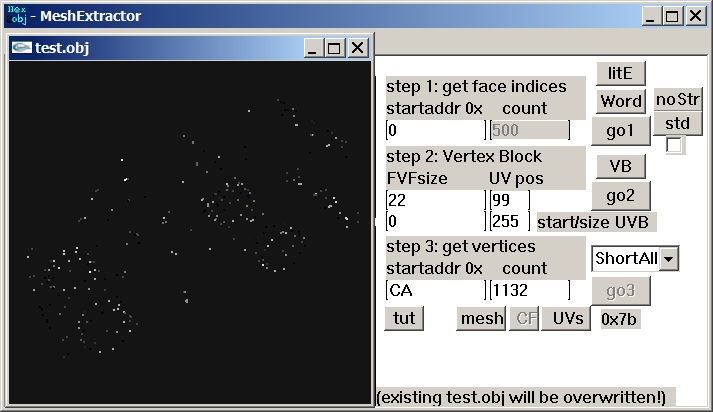 Hex obj - MeshExtractor
test.obj
litE
step 1: get face indices
startaddr 0x count
Word
noStr
0 500
go1
std
step 2: Vertex Block
FVFsize UV pos
VB
22 99
go2
0 255 start/size UVB
step 3: get vertices
startaddr 0x count
ShortAll
CA 1132
go3
tut mesh CF UVs 0x7b
(existing test.obj will be overwritten!)